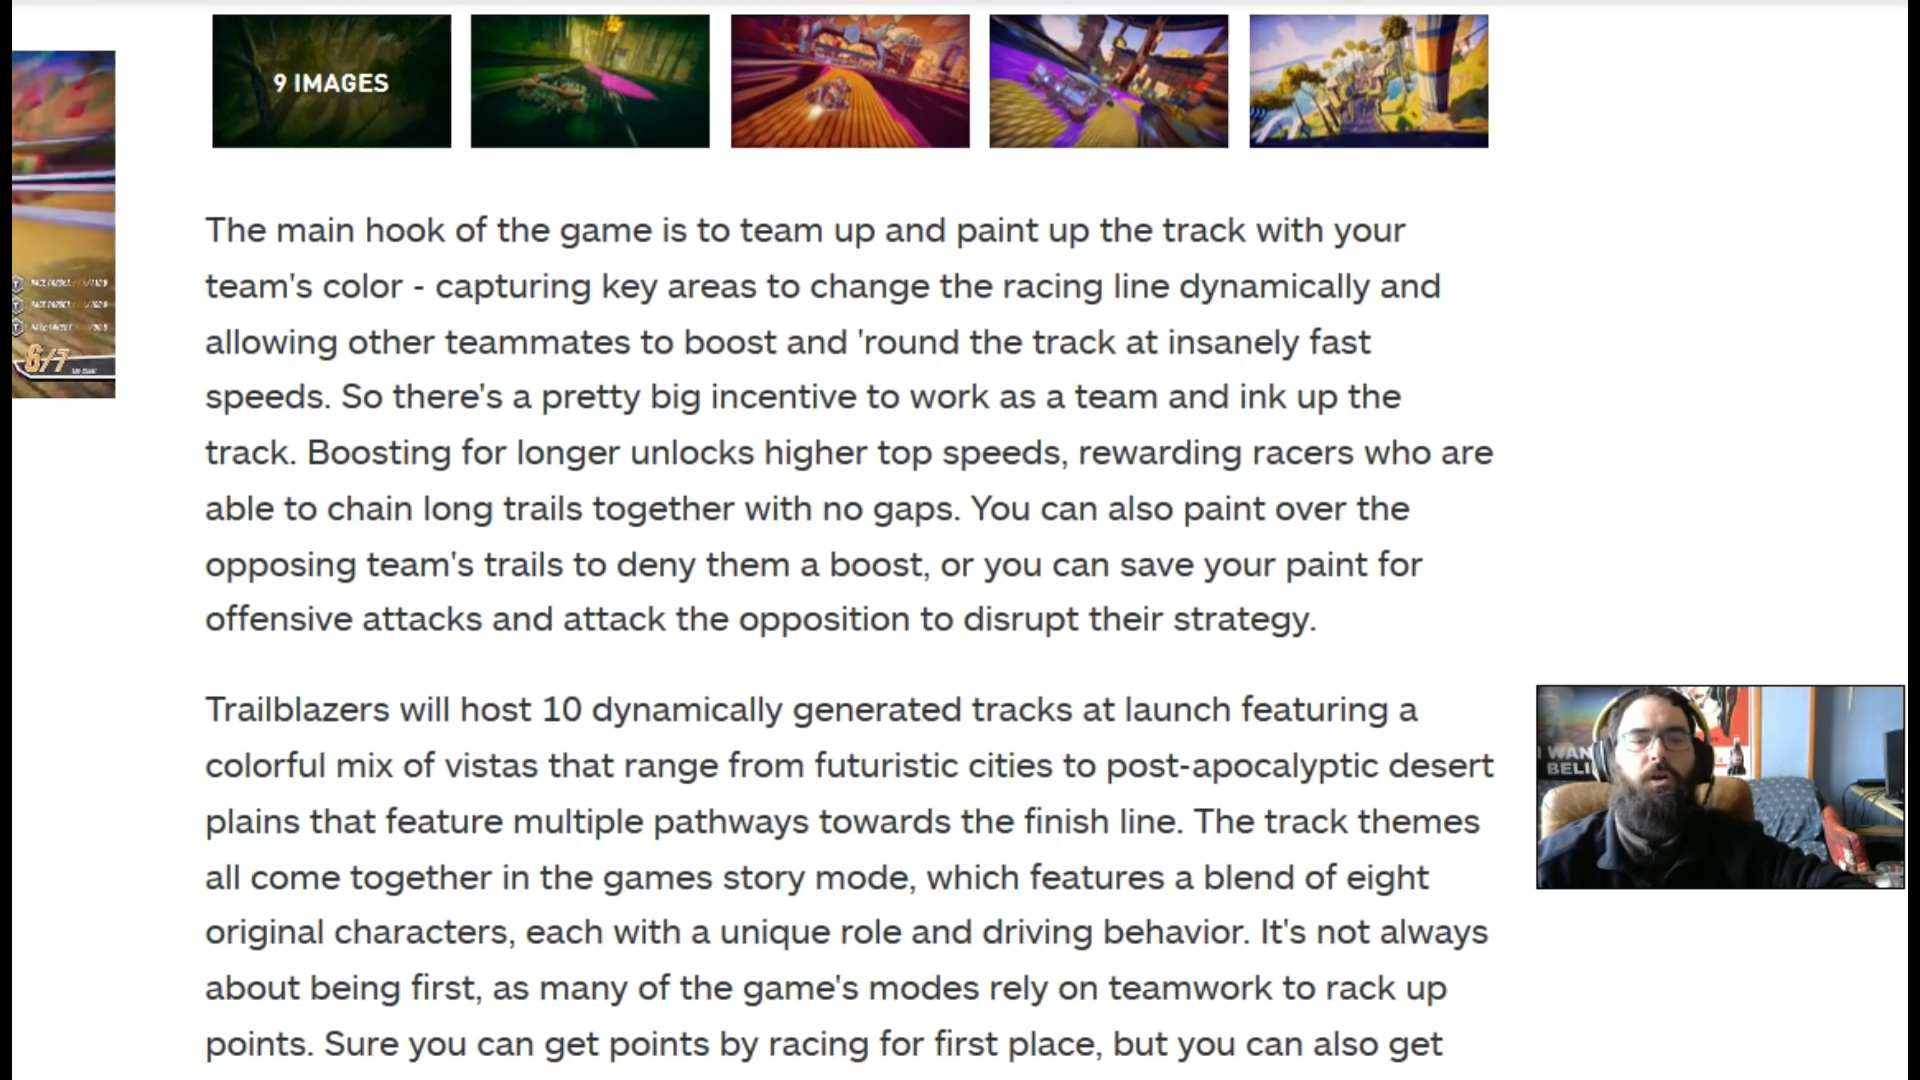 9 IMAGES
The main hook of the game is to team up and paint up the track with your
team's color - capturing key areas to change the racing line dynamically and
allowing other teammates to boost and 'round the track at insanely fast
speeds. So there's a pretty big incentive to work as a team and ink up the
track. Boosting for longer unlocks higher top speeds, rewarding racers who are
able to chain long trails together with no gaps. You can also paint over the
opposing team's trails to deny them a boost, or you can save your paint for
offensive attacks and attack the opposition to disrupt their strategy.
Trailblazers will host 10 dynamically generated tracks at launch featuring a
colorful mix of vistas that range from futuristic cities to post-apocalyptic desert
plains that feature multiple pathways towards the finish line. The track themes
all come together in the games story mode, which features a blend of eight
original characters, each with a unique role and driving behavior. It's not always
about being first, as many of the game's modes rely on teamwork to rack up
points. Sure you can get points by racing for first place, but you can also get
6/7
I WAN
BELI